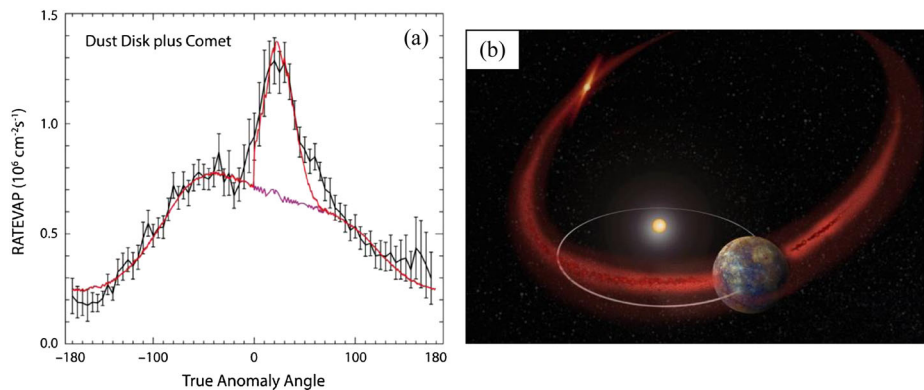 Dust Disk plus Comet
(a)
(b)
RATEVAP (10⁶ cm⁻²s⁻¹)
1.5
1.0
0.5
0.0
−180 −100 0 100 180
True Anomaly Angle